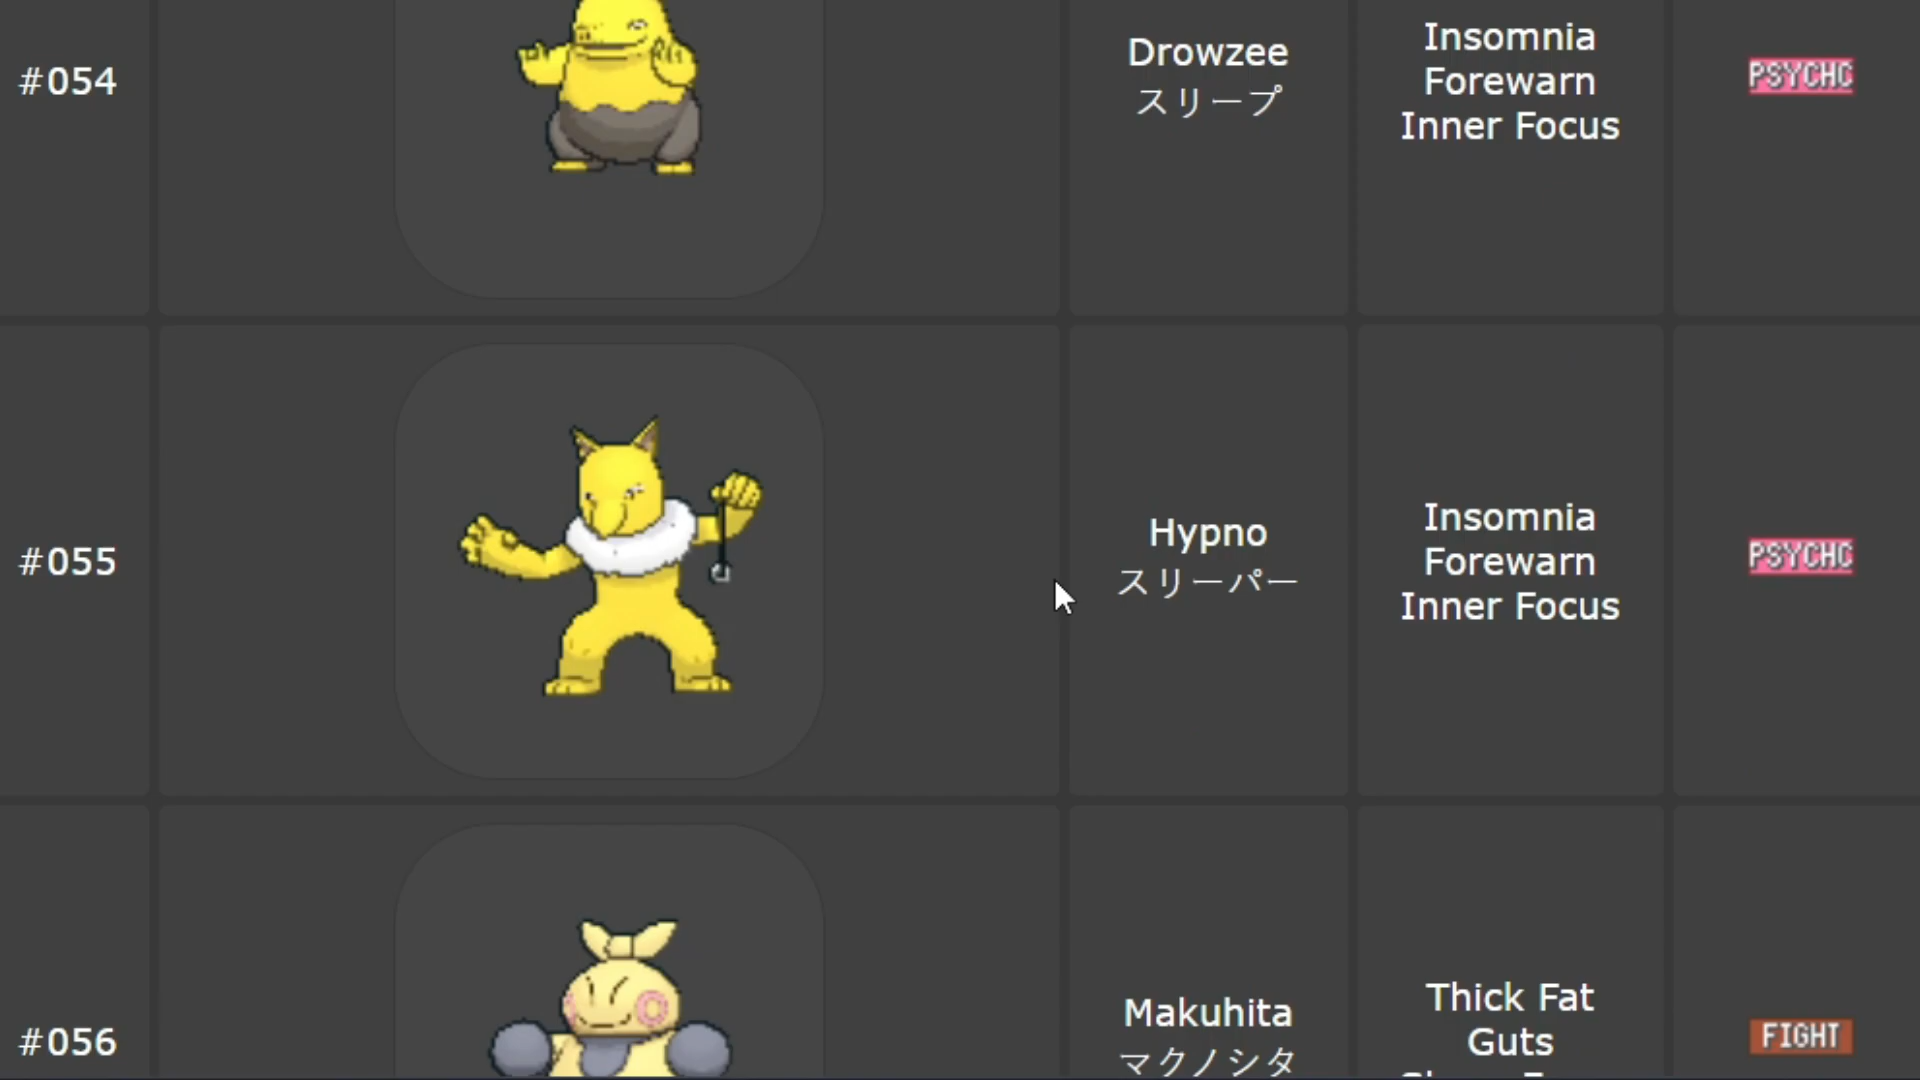 #054
Drowzee
スリープ
Insomnia
Forewarn
Inner Focus
PSYCHC
#055
Hypno
スリーパー
Insomnia
Forewarn
Inner Focus
PSYCHC
#056
Makuhita
マクノシタ
Thick Fat
Guts
FIGHT